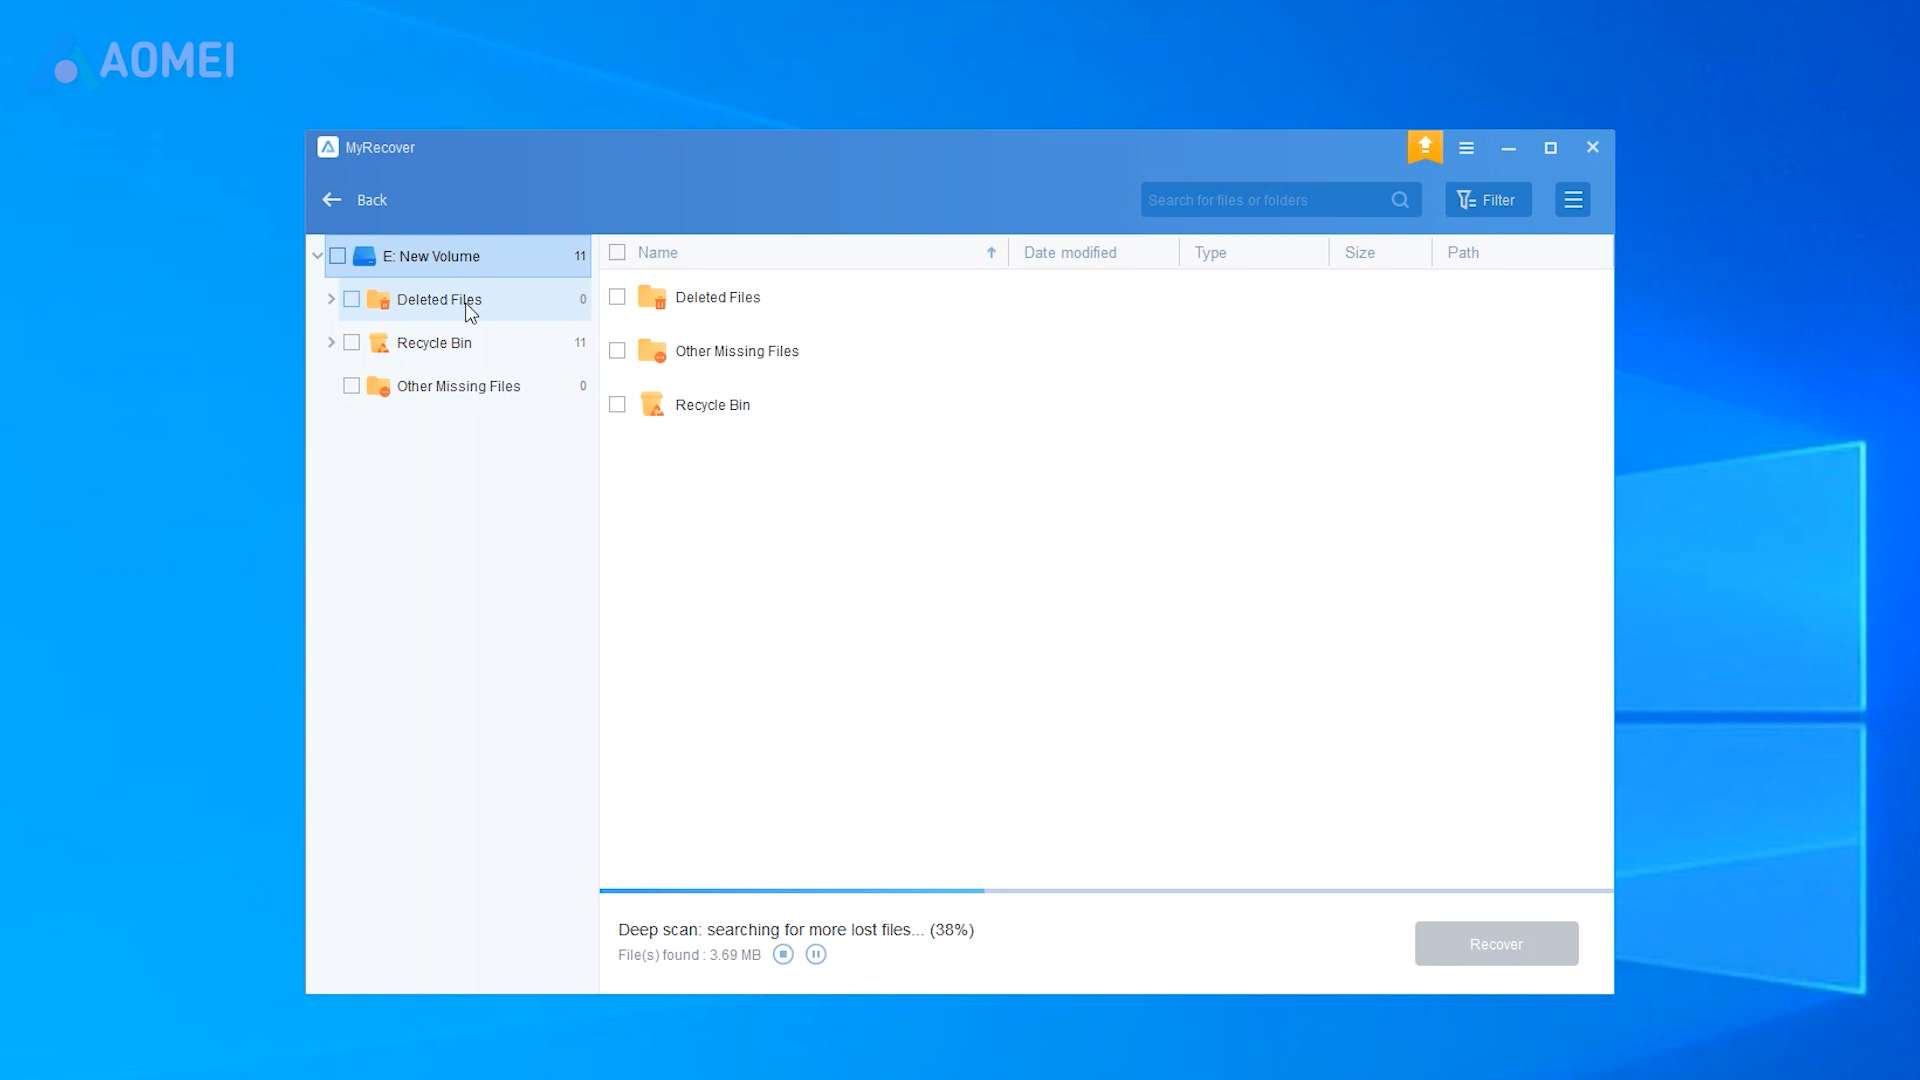 AOMEI
MyRecover
Back
Search for files or folders
Filter
E: New Volume 11
Deleted Files 0
Recycle Bin 11
Other Missing Files 0
Name Date modified Type Size Path
Deleted Files
Other Missing Files
Recycle Bin
Deep scan: searching for more lost files... (38%)
File(s) found : 3.69 MB
Recover